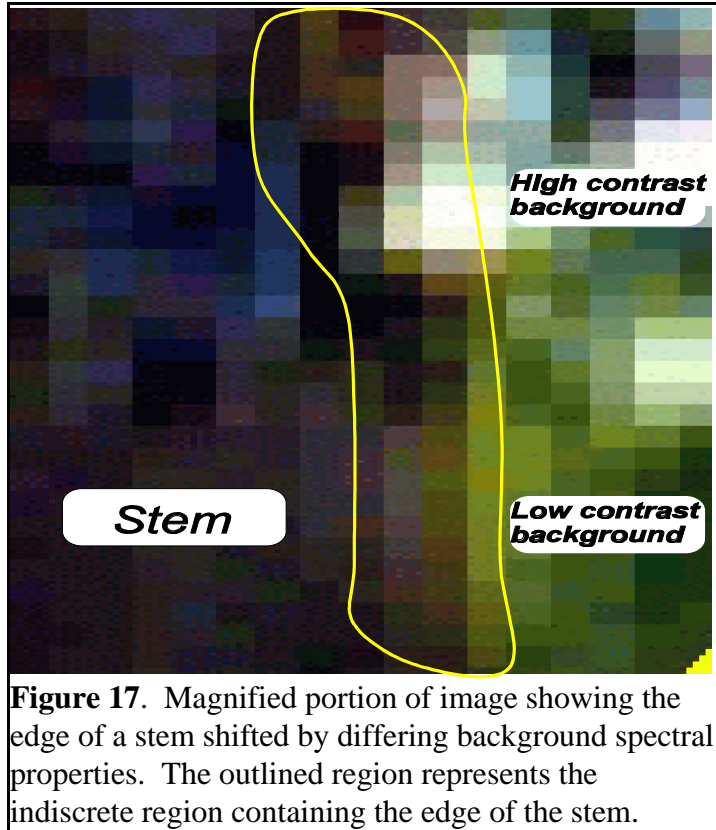 HIgh contrast
background
Stem
Low contrast
background
Figure 17. Magnified portion of image showing the
edge of a stem shifted by differing background spectral
properties. The outlined region represents the
indiscrete region containing the edge of the stem.